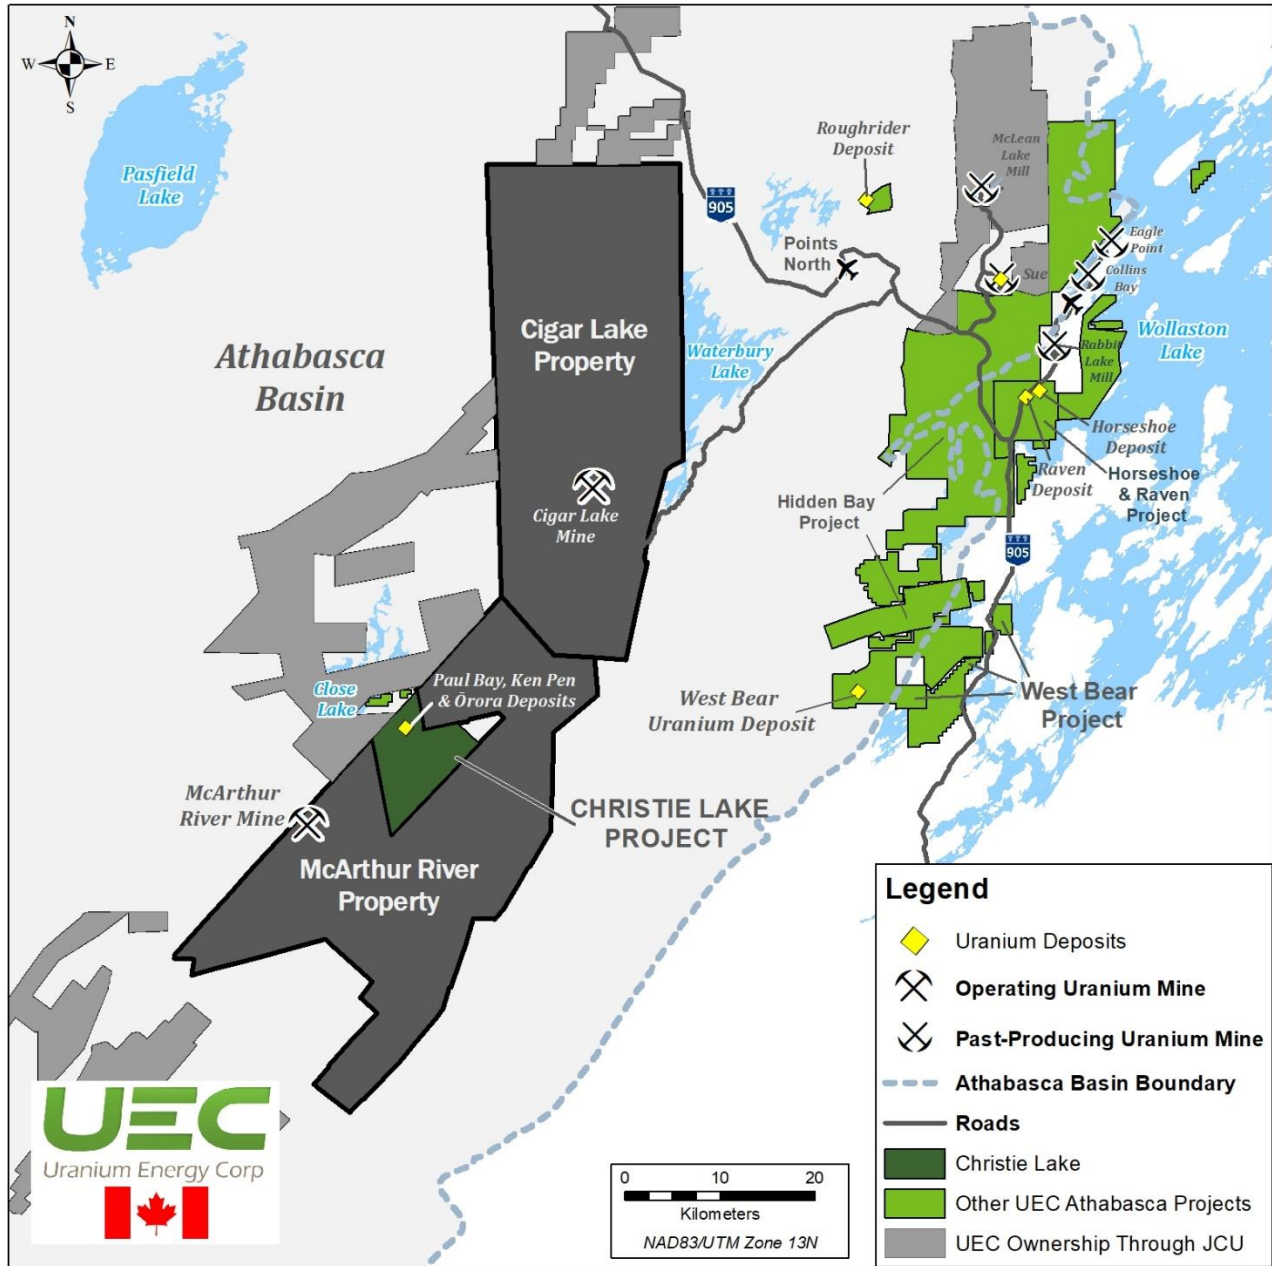 N
W
E
S
Pasfield
Lake
Athabasca
Basin
Roughrider
Deposit
McLean
Lake
Mill
905
Points
North
Eagle
Point
Collins
Bay
Sue
Wollaston
Lake
Rabbit
Lake
Mill
Cigar Lake
Property
Waterbury
Lake
Horseshoe
Deposit
Raven
Deposit
Horseshoe
& Raven
Project
Hidden Bay
Project
Cigar Lake
Mine
905
Close
Lake
Paul Bay, Ken Pen
& Ōrora Deposits
West Bear
Uranium Deposit
West Bear
Project
McArthur
River Mine
CHRISTIE LAKE
PROJECT
McArthur River
Property
Legend
Uranium Deposits
Operating Uranium Mine
Past-Producing Uranium Mine
Athabasca Basin Boundary
Roads
Christie Lake
Other UEC Athabasca Projects
UEC Ownership Through JCU
UEC
Uranium Energy Corp
0 10 20
Kilometers
NAD83/UTM Zone 13N